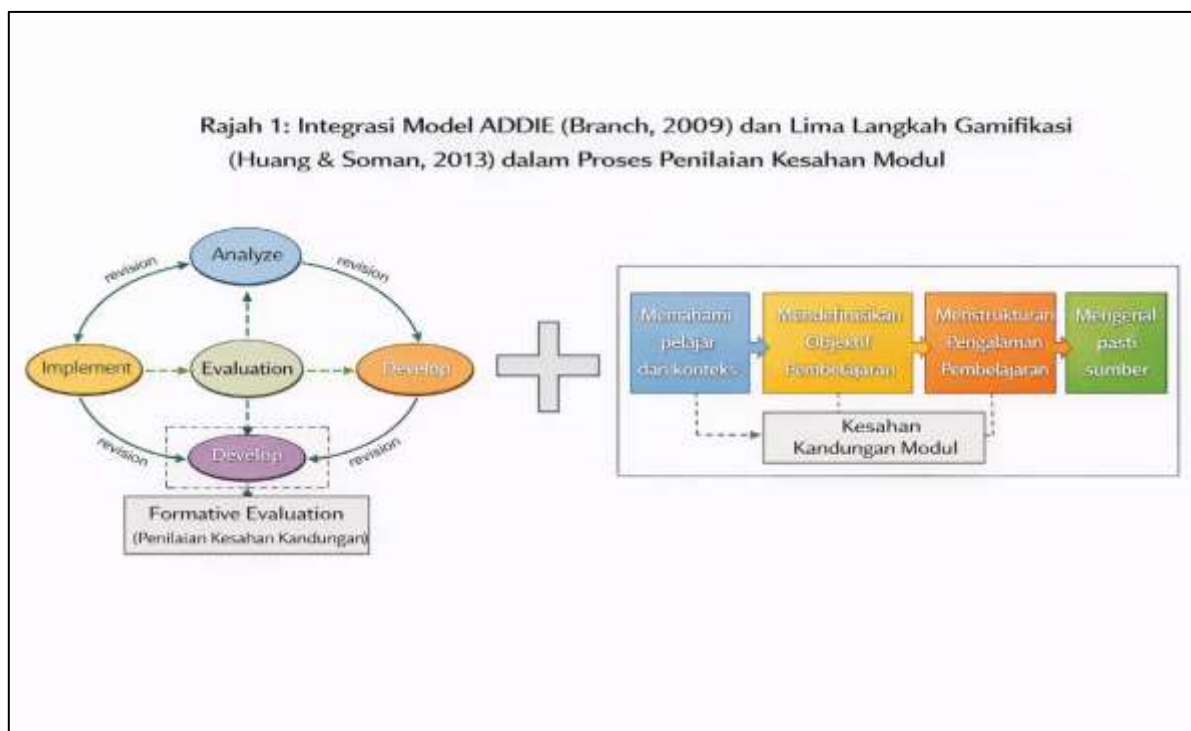 Rajah 1: Integrasi Model ADDIE (Branch, 2009) dan Lima Langkah Gamifikasi
(Huang & Soman, 2013) dalam Proses Penilaian Kesahan Modul
Analyze
revision
revision
Implement
Evaluation
Develop
revision
revision
Develop
Formative Evaluation
(Penilaian Kesahan Kandungan)
Memahami
pelajar
dan konteks
Mendefinisikan
Objektif
Pembelajaran
Menstrukturan
Pengalaman
Pembelajaran
Mengenal
pasti
sumber
Kesahan
Kandungan Modul